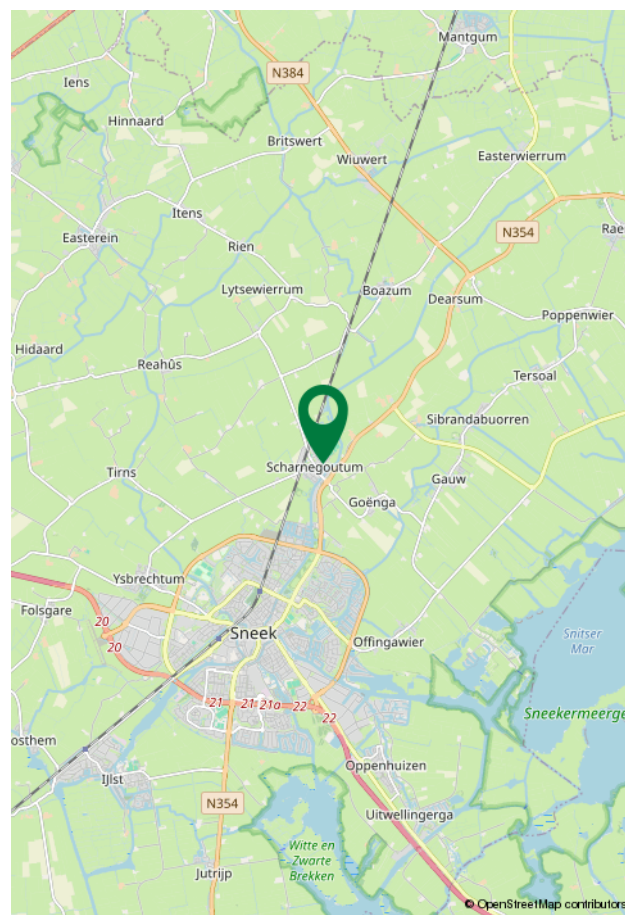 Mantgum
N384
Iens
Hinnaard
Britswert
Wiuwert
Easterwierrum
Itens
N354
Rae
Easterein
Rien
Lytsewierrum
Boazum
Dearsum
Poppenwier
Hidaard
Reahûs
Tersoal
Sibrandabuorren
Scharnegoutum
Tirns
Gauw
Goënga
Ysbrechtum
Folsgare
20
20
Sneek
Offingawier
Snitser
Mar
21
21
21a
22
22
Sneekermeerge
osthem
Oppenhuizen
IJlst
N354
Uitwellingerga
Witte en
Zwarte
Brekken
Jutrijp
© OpenStreetMap contributors